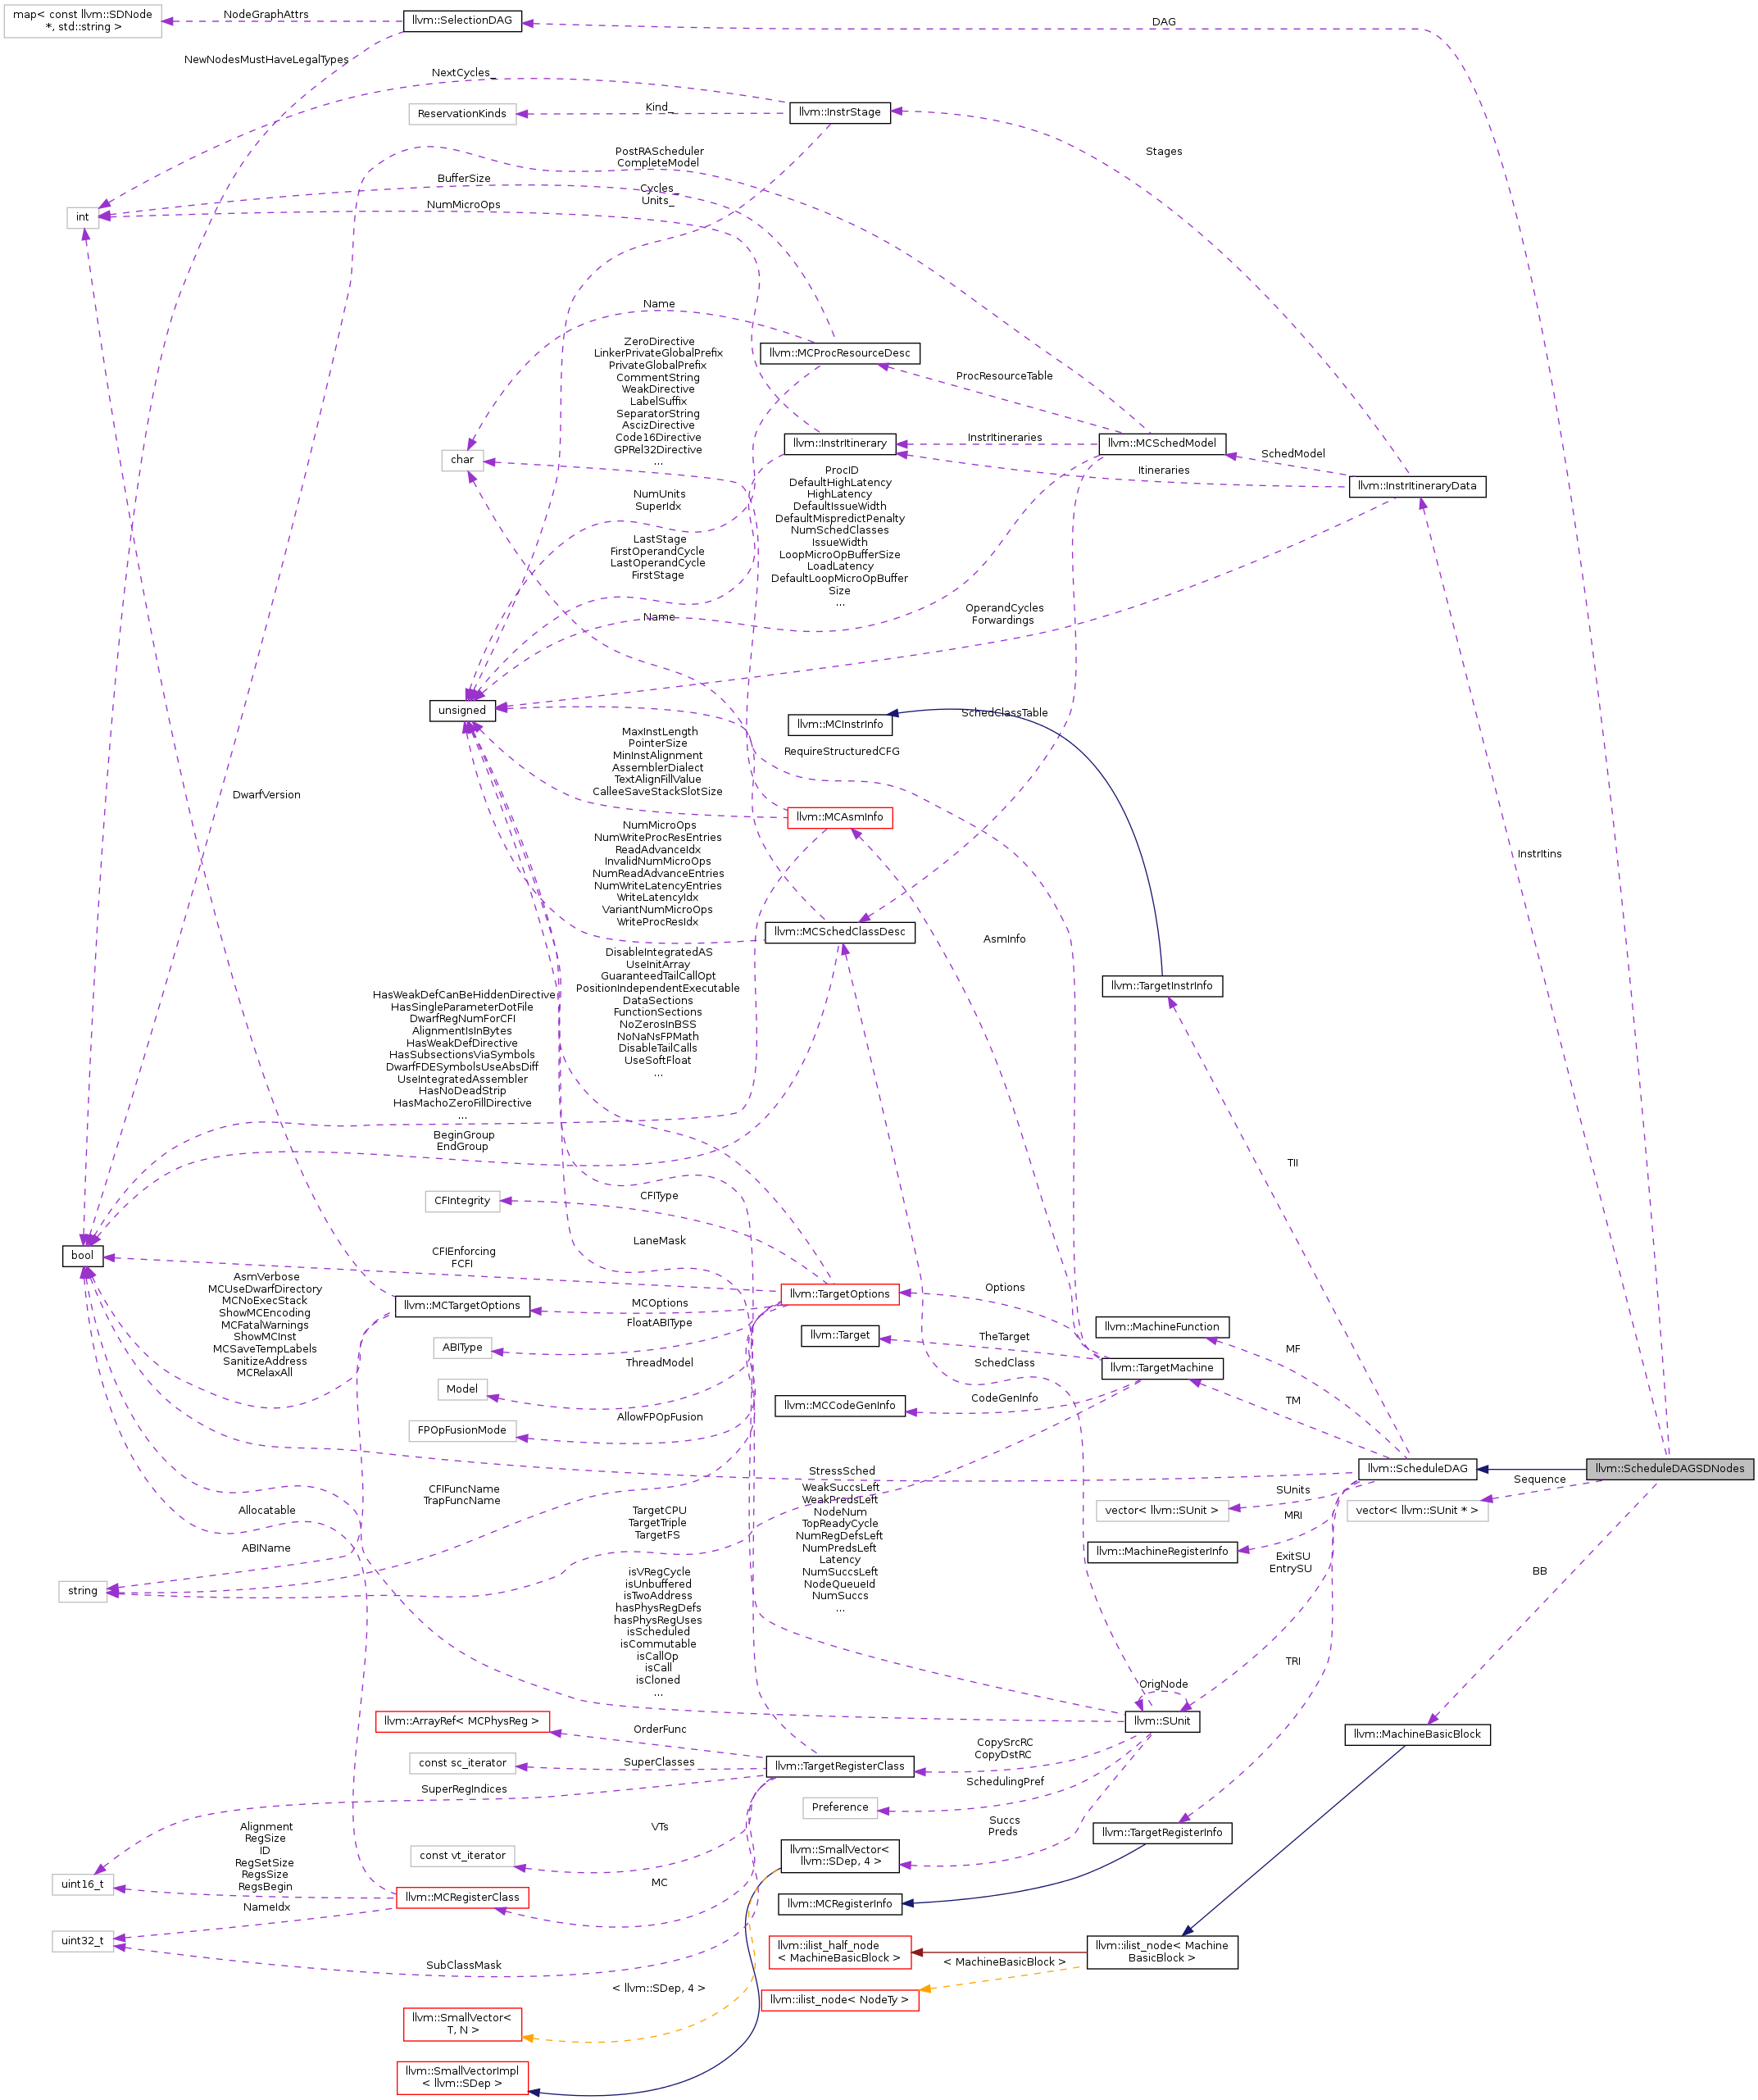 map< const llvm::SDNode
*, std::string >
NodeGraphAttrs
llvm::SelectionDAG
DAG
NewNodesMustHaveLegalTypes
NextCycles_
ReservationKinds
Kind_
llvm::InstrStage
Stages
PostRAScheduler
CompleteModel
BufferSize
Cycles_
Units_
int
NumMicroOps
Name
ZeroDirective
LinkerPrivateGlobalPrefix
PrivateGlobalPrefix
CommentString
WeakDirective
LabelSuffix
SeparatorString
AscizDirective
Code16Directive
GPRel32Directive
...
llvm::MCProcResourceDesc
ProcResourceTable
char
llvm::InstrItinerary
InstrItineraries
llvm::MCSchedModel
SchedModel
Itineraries
llvm::InstrItineraryData
NumUnits
SuperIdx
ProcID
DefaultHighLatency
HighLatency
DefaultIssueWidth
DefaultMispredictPenalty
NumSchedClasses
IssueWidth
LoopMicroOpBufferSize
LoadLatency
DefaultLoopMicroOpBuffer
Size
...
LastStage
FirstOperandCycle
LastOperandCycle
FirstStage
Name
OperandCycles
Forwardings
unsigned
llvm::MCInstrInfo
SchedClassTable
RequireStructuredCFG
MaxInstLength
PointerSize
MinInstAlignment
AssemblerDialect
TextAlignFillValue
CalleeSaveStackSlotSize
DwarfVersion
llvm::MCAsmInfo
InstrItins
NumMicroOps
NumWriteProcResEntries
ReadAdvanceIdx
InvalidNumMicroOps
NumReadAdvanceEntries
NumWriteLatencyEntries
WriteLatencyIdx
VariantNumMicroOps
WriteProcResIdx
llvm::MCSchedClassDesc
AsmInfo
llvm::TargetInstrInfo
DisableIntegratedAS
UseInitArray
GuaranteedTailCallOpt
PositionIndependentExecutable
DataSections
FunctionSections
NoZerosInBSS
NoNaNsFPMath
DisableTailCalls
UseSoftFloat
...
HasWeakDefCanBeHiddenDirective
HasSingleParameterDotFile
DwarfRegNumForCFI
AlignmentIsInBytes
HasWeakDefDirective
HasSubsectionsViaSymbols
DwarfFDESymbolsUseAbsDiff
UseIntegratedAssembler
HasNoDeadStrip
HasMachoZeroFillDirective
...
BeginGroup
EndGroup
TII
CFIntegrity
CFIType
LaneMask
bool
CFIEnforcing
FCFI
AsmVerbose
MCUseDwarfDirectory
MCNoExecStack
ShowMCEncoding
MCFatalWarnings
ShowMCInst
MCSaveTempLabels
SanitizeAddress
MCRelaxAll
llvm::MCTargetOptions
MCOptions
FloatABIType
llvm::TargetOptions
Options
llvm::Target
TheTarget
llvm::MachineFunction
MF
ABIType
ThreadModel
SchedClass
llvm::TargetMachine
Model
llvm::MCCodeGenInfo
CodeGenInfo
TM
AllowFPOpFusion
FPOpFusionMode
StressSched
llvm::ScheduleDAG
llvm::ScheduleDAGSDNodes
Sequence
CFIFuncName
TrapFuncName
WeakSuccsLeft
WeakPredsLeft
NodeNum
TopReadyCycle
NumRegDefsLeft
NumPredsLeft
Latency
NumSuccsLeft
NodeQueueId
NumSuccs
...
SUnits
vector< llvm::SUnit >
vector< llvm::SUnit * >
MRI
Allocatable
TargetCPU
TargetTriple
TargetFS
ABIName
llvm::MachineRegisterInfo
ExitSU
EntrySU
BB
string
isVRegCycle
isUnbuffered
isTwoAddress
hasPhysRegDefs
hasPhysRegUses
isScheduled
isCommutable
isCallOp
isCall
isCloned
...
TRI
OrigNode
llvm::SUnit
llvm::ArrayRef< MCPhysReg >
OrderFunc
llvm::MachineBasicBlock
CopySrcRC
CopyDstRC
const sc_iterator
SuperClasses
llvm::TargetRegisterClass
SuperRegIndices
SchedulingPref
Preference
Alignment
RegSize
ID
RegSetSize
RegsSize
RegsBegin
VTs
Succs
Preds
llvm::TargetRegisterInfo
const vt_iterator
llvm::SmallVector<
llvm::SDep, 4 >
uint16_t
MC
llvm::MCRegisterClass
llvm::MCRegisterInfo
NameIdx
uint32_t
SubClassMask
llvm::ilist_half_node
< MachineBasicBlock >
< MachineBasicBlock >
llvm::ilist_node< Machine
BasicBlock >
< llvm::SDep, 4 >
llvm::ilist_node< NodeTy >
llvm::SmallVector<
T, N >
llvm::SmallVectorImpl
< llvm::SDep >